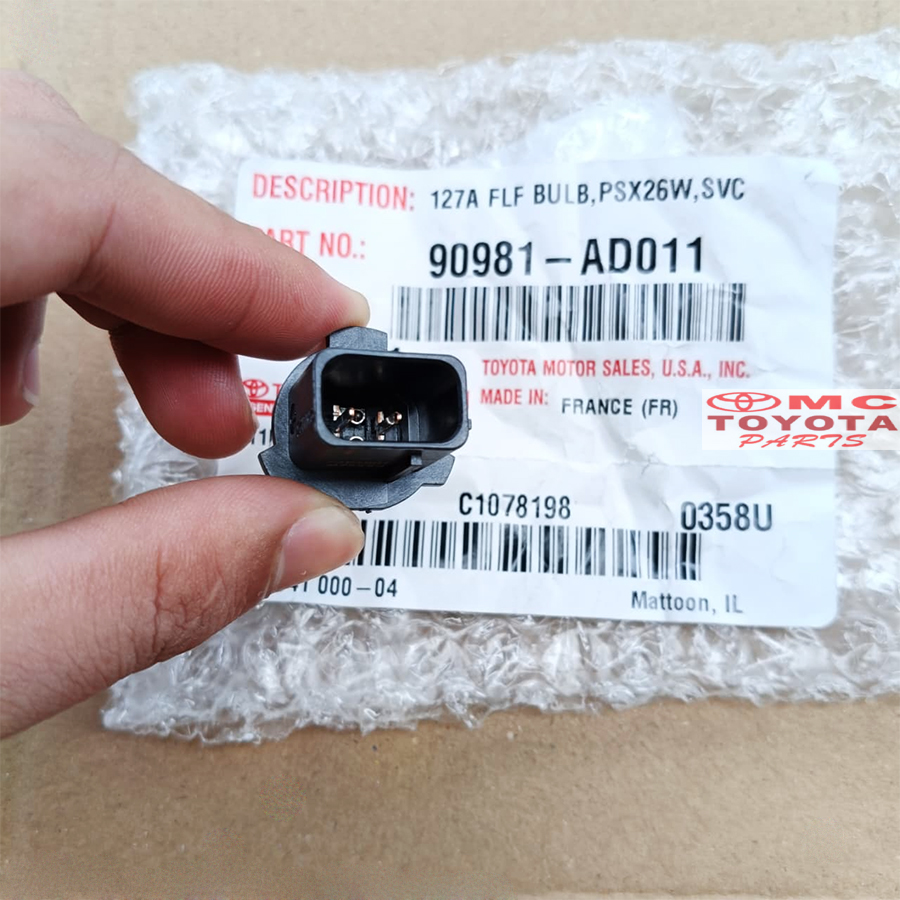 DESCRIPTION: 127A FLF BULB,PSX26W,SVC
PART NO.: 90981-AD011
TOYOTA MOTOR SALES, U.S.A., INC.
MADE IN: FRANCE (FR)
OMC
TOYOTA
PARTS
C1078198 0358U
000-04 Mattoon, IL